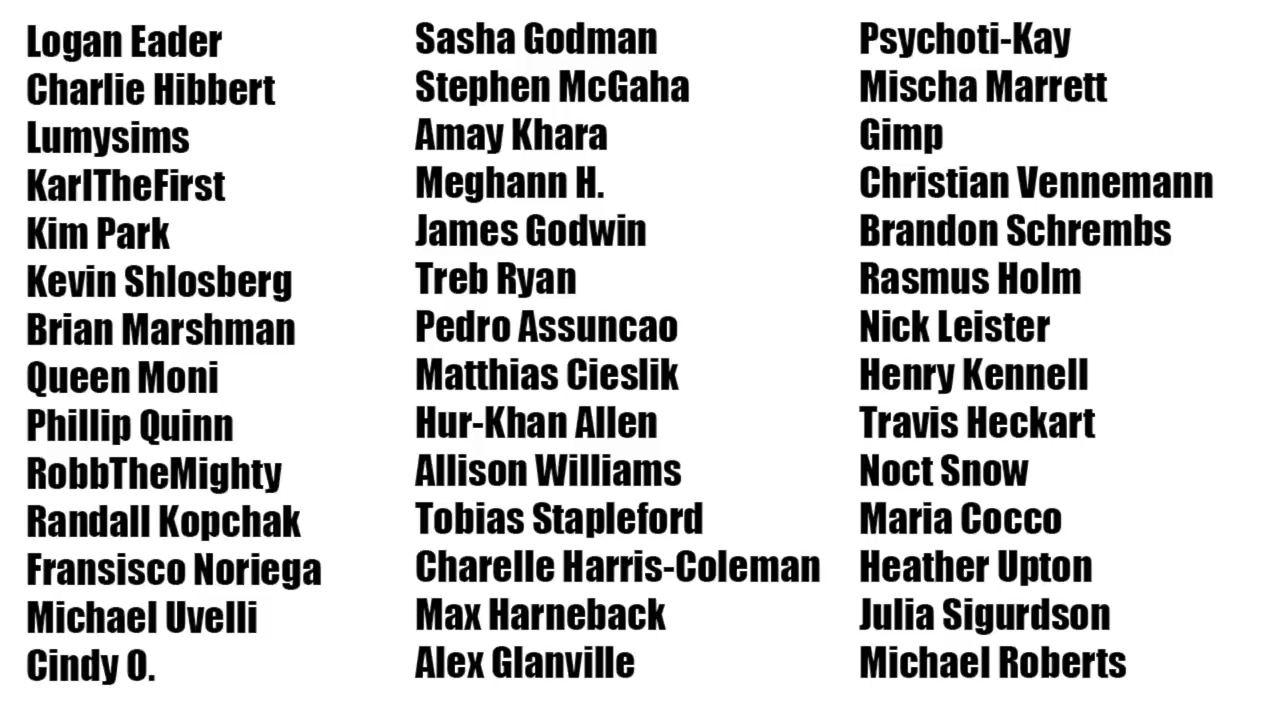 Logan Eader
Charlie Hibbert
Lumysims
KarlTheFirst
Kim Park
Kevin Shlosberg
Brian Marshman
Queen Moni
Phillip Quinn
RobbTheMighty
Randall Kopchak
Fransisco Noriega
Michael Uvelli
Cindy O.
Sasha Godman
Stephen McGaha
Amay Khara
Meghann H.
James Godwin
Treb Ryan
Pedro Assuncao
Matthias Cieslik
Hur-Khan Allen
Allison Williams
Tobias Stapleford
Charelle Harris-Coleman
Max Harneback
Alex Glanville
Psychoti-Kay
Mischa Marrett
Gimp
Christian Vennemann
Brandon Schrembs
Rasmus Holm
Nick Leister
Henry Kennell
Travis Heckart
Noct Snow
Maria Cocco
Heather Upton
Julia Sigurdson
Michael Roberts